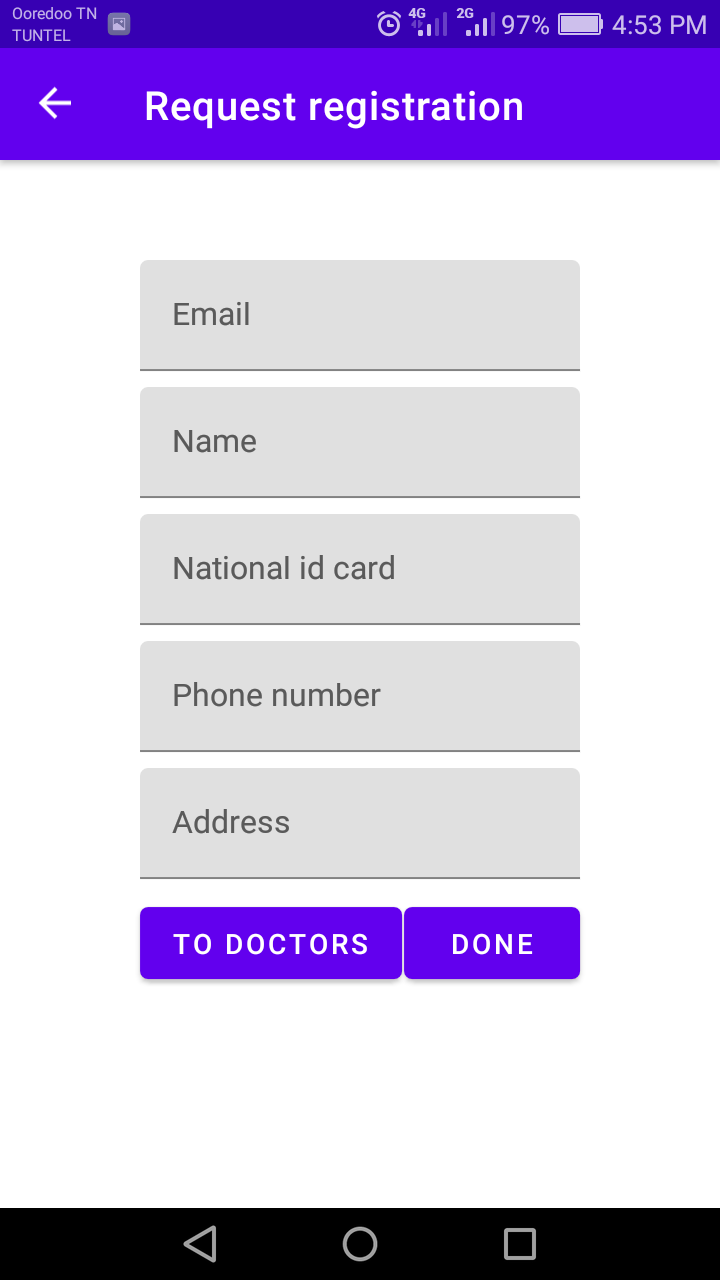 Ooredoo TN
TUNTEL
4G 2G 97% 4:53 PM
Request registration
Email
Name
National id card
Phone number
Address
TO DOCTORS DONE